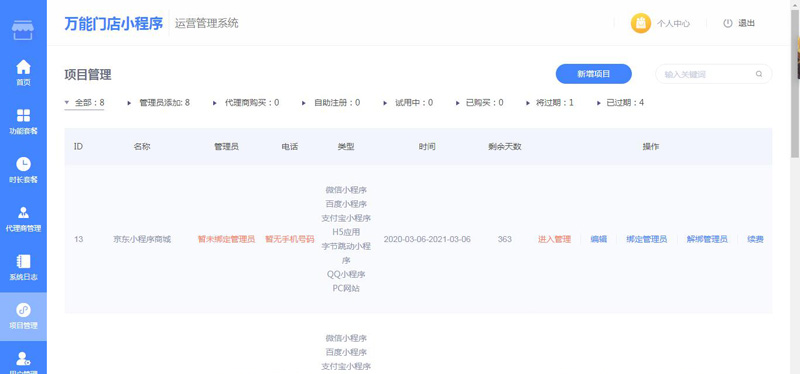 万能门店小程序 运营管理系统 个人中心 退出
首页
功能套餐
时长套餐
代理商管理
系统日志
项目管理
项目管理 新增项目 输入关键词
全部：8 管理员添加: 8 代理商购买：0 自助注册：0 试用中：0 已购买：0 将过期：1 已过期：4
ID 名称 管理员 电话 类型 时间 剩余天数 操作
微信小程序
百度小程序
支付宝小程序
H5应用
字节跳动小程
序
QQ小程序
PC网站
13 京东小程序商城 暂未绑定管理员 暂无手机号码 2020-03-06-2021-03-06 363 进入管理 编辑 绑定管理员 解绑管理员 续费
微信小程序
百度小程序
支付宝小程序